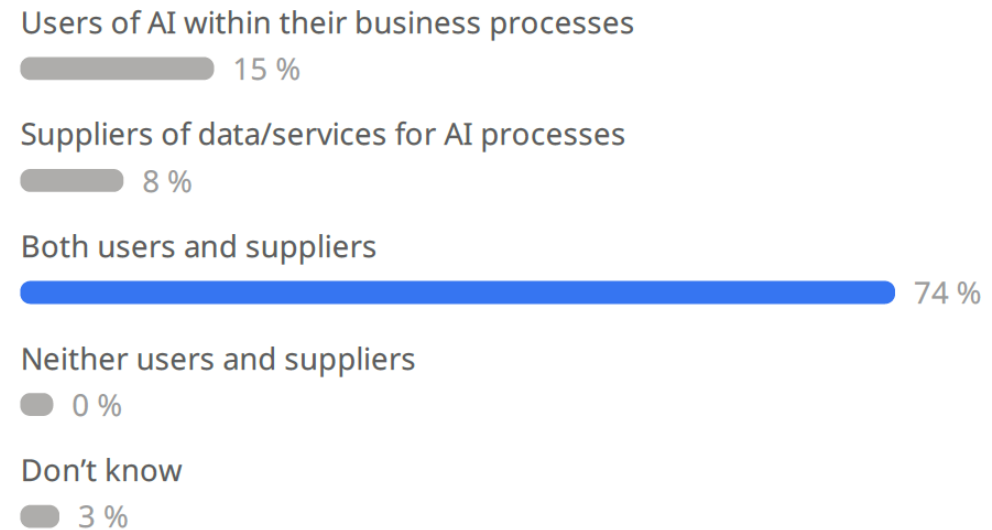 Users of AI within their business processes
15 %
Suppliers of data/services for AI processes
8 %
Both users and suppliers
74 %
Neither users and suppliers
0 %
Don’t know
3 %